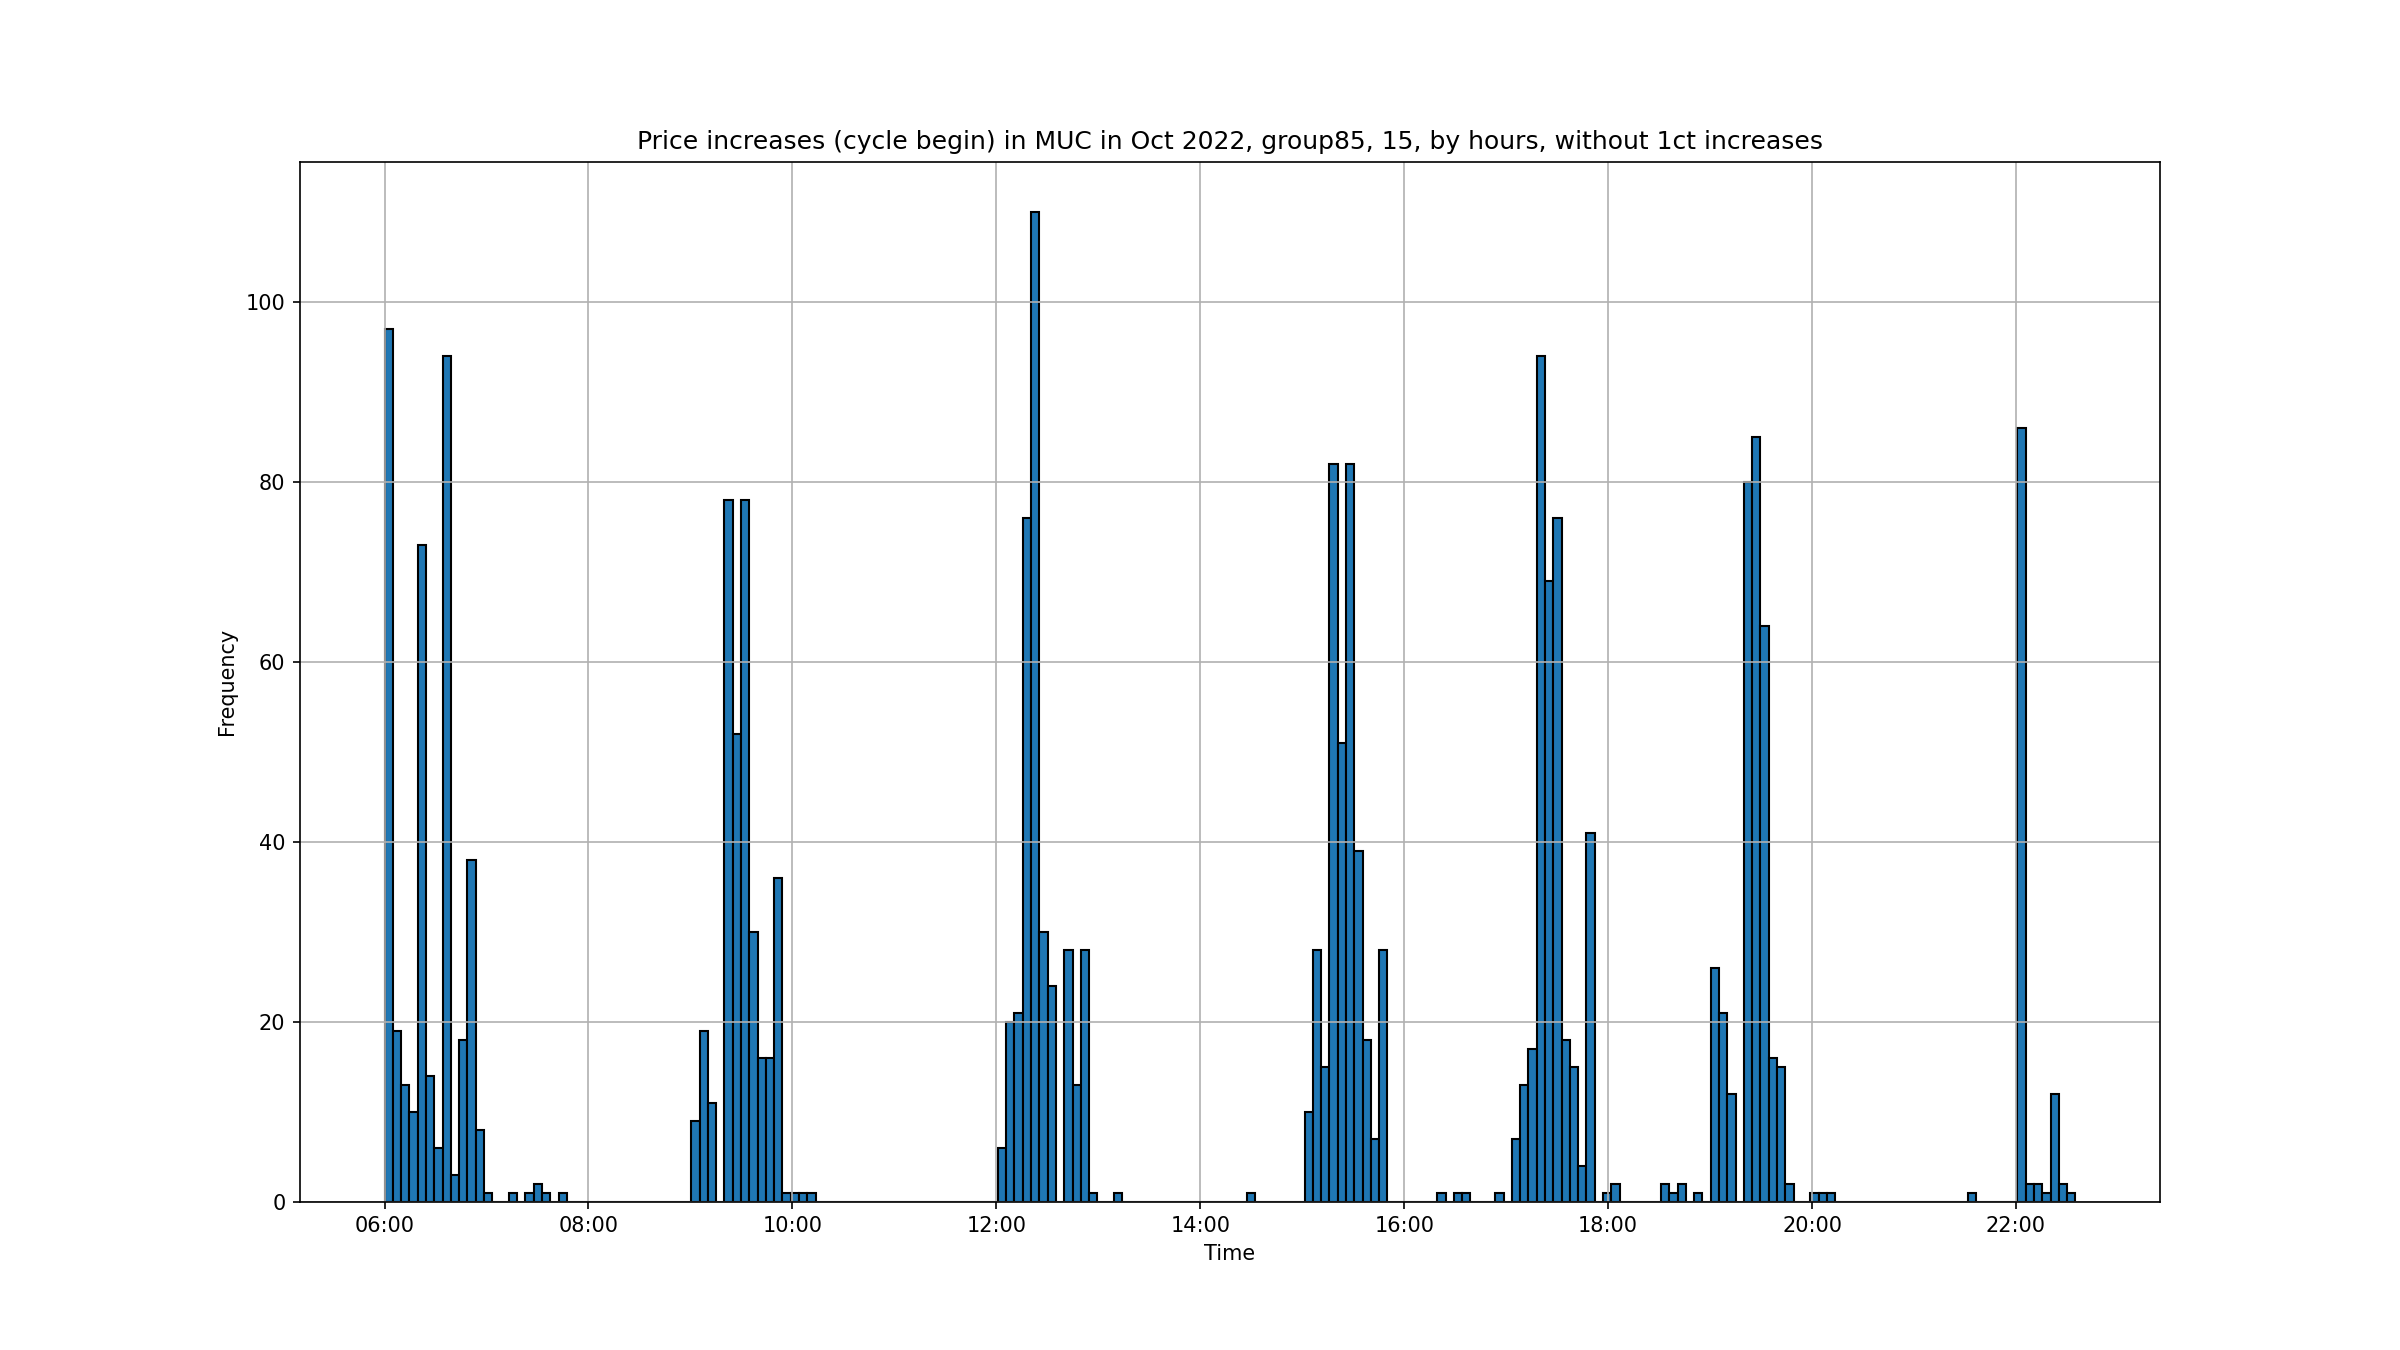 Price increases (cycle begin) in MUC in Oct 2022, group85, 15, by hours, without 1ct increases
100
80
60
40
20
0
Frequency
06:00 08:00 10:00 12:00 14:00 16:00 18:00 20:00 22:00
Time